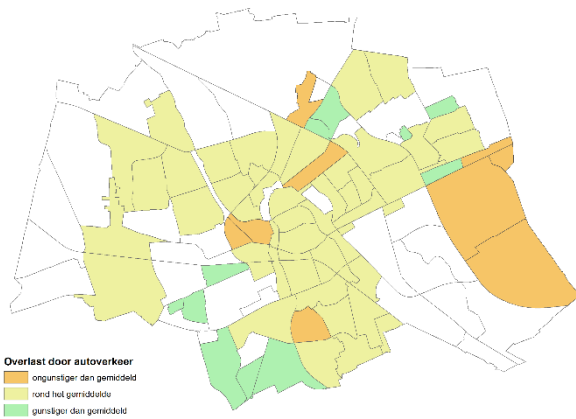 Overlast door autoverkeer
ongunstiger dan gemiddeld
rond het gemiddelde
gunstiger dan gemiddeld